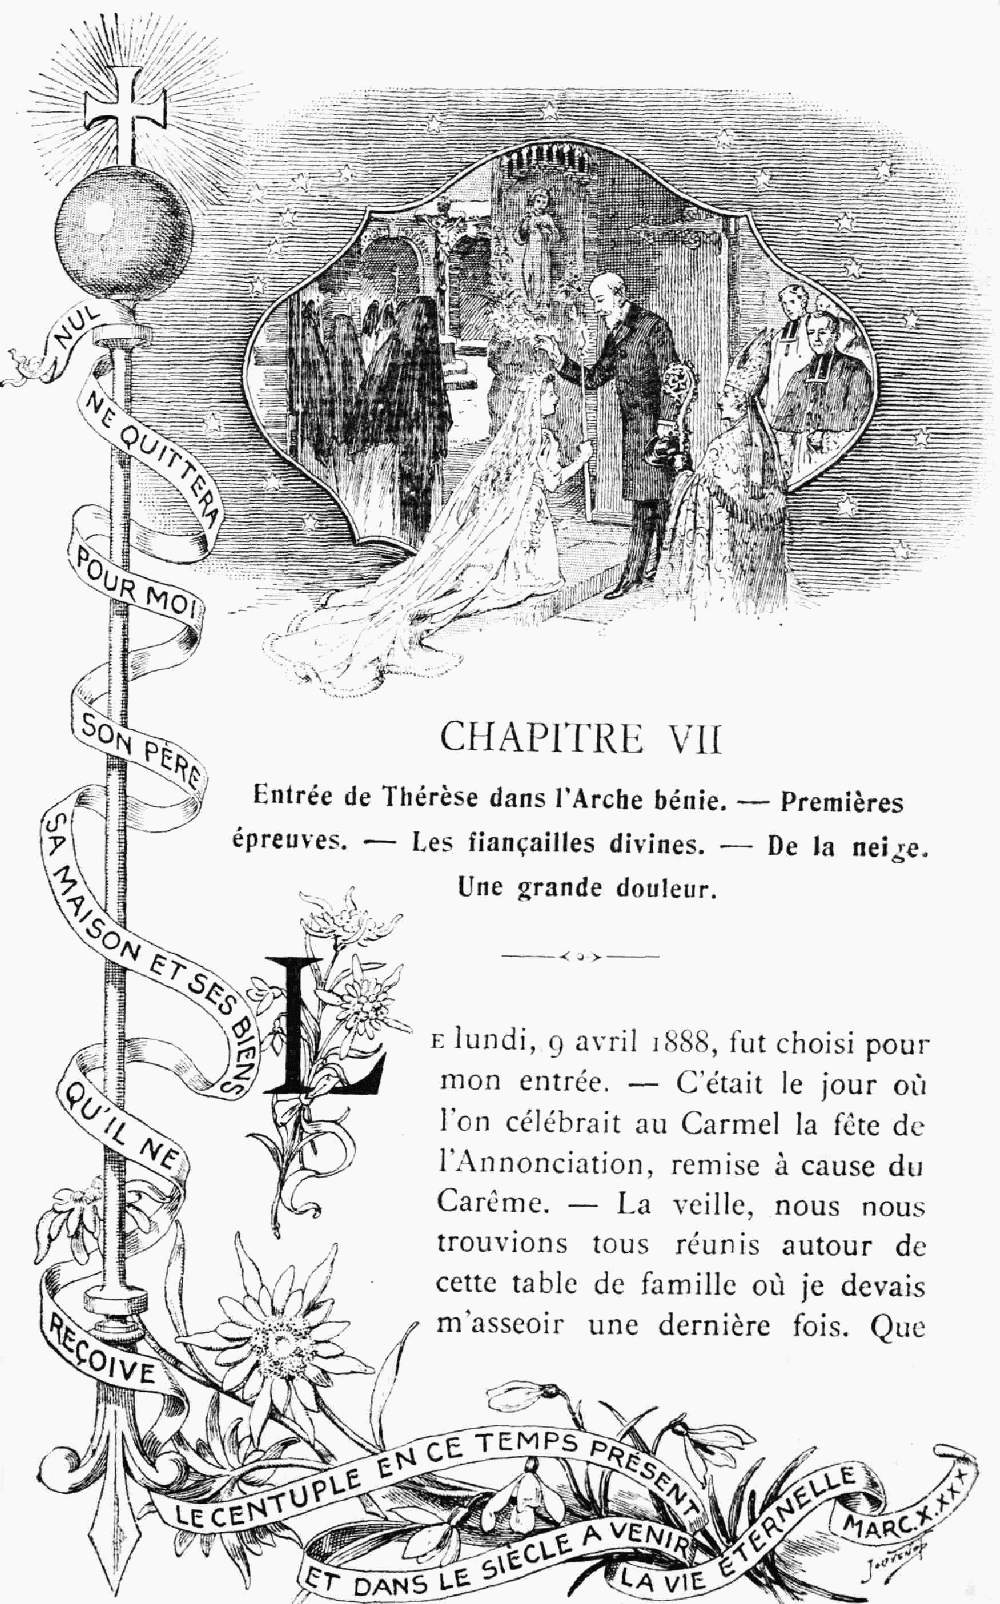 NUL
NE QUITTERA
POUR MOI
SON PÈRE
SA MAISON ET SES BIENS
QU'IL NE
REÇOIVE
LE CENTUPLE EN CE TEMPS PRÉSENT
ET DANS LE SIÈCLE A VENIR
LA VIE ÉTERNELLE
MARC. X. XXX
CHAPITRE VII
Entrée de Thérèse dans l'Arche bénie. — Premières
épreuves. — Les fiançailles divines. — De la neige.
Une grande douleur.
LE lundi, 9 avril 1888, fut choisi pour
mon entrée. — C'était le jour où
l'on célébrait au Carmel la fête de
l'Annonciation, remise à cause du
Carême. — La veille, nous nous
trouvions tous réunis autour de
cette table de famille où je devais
m'asseoir une dernière fois. Que